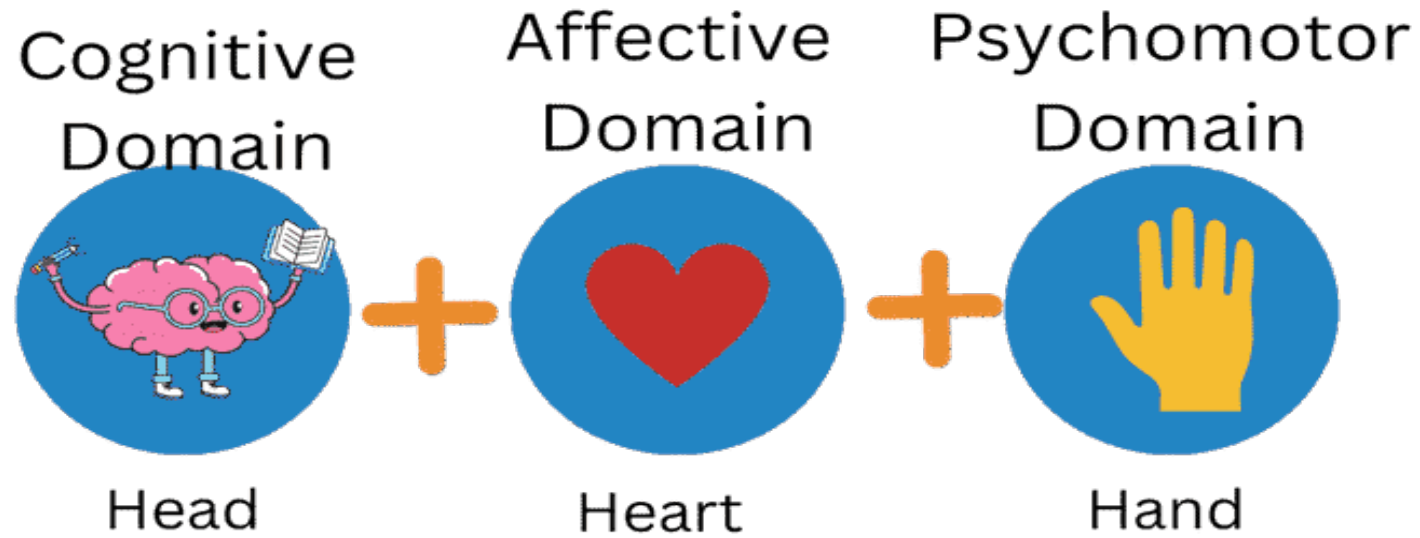 Cognitive
Domain
Affective
Domain
Psychomotor
Domain
Head
Heart
Hand